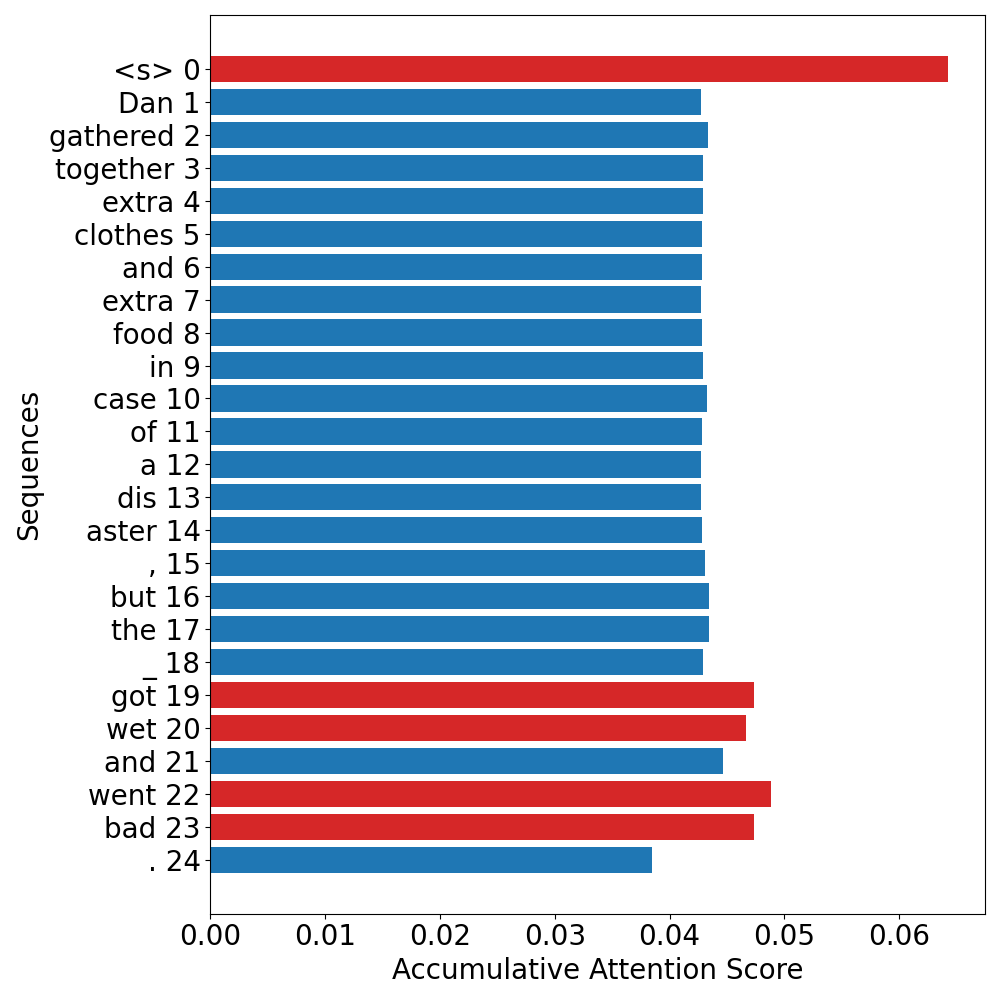 <s> 0
Dan 1
gathered 2
together 3
extra 4
clothes 5
and 6
extra 7
food 8
in 9
case 10
of 11
a 12
dis 13
aster 14
, 15
but 16
the 17
_ 18
got 19
wet 20
and 21
went 22
bad 23
. 24
Sequences
0.00 0.01 0.02 0.03 0.04 0.05 0.06
Accumulative Attention Score